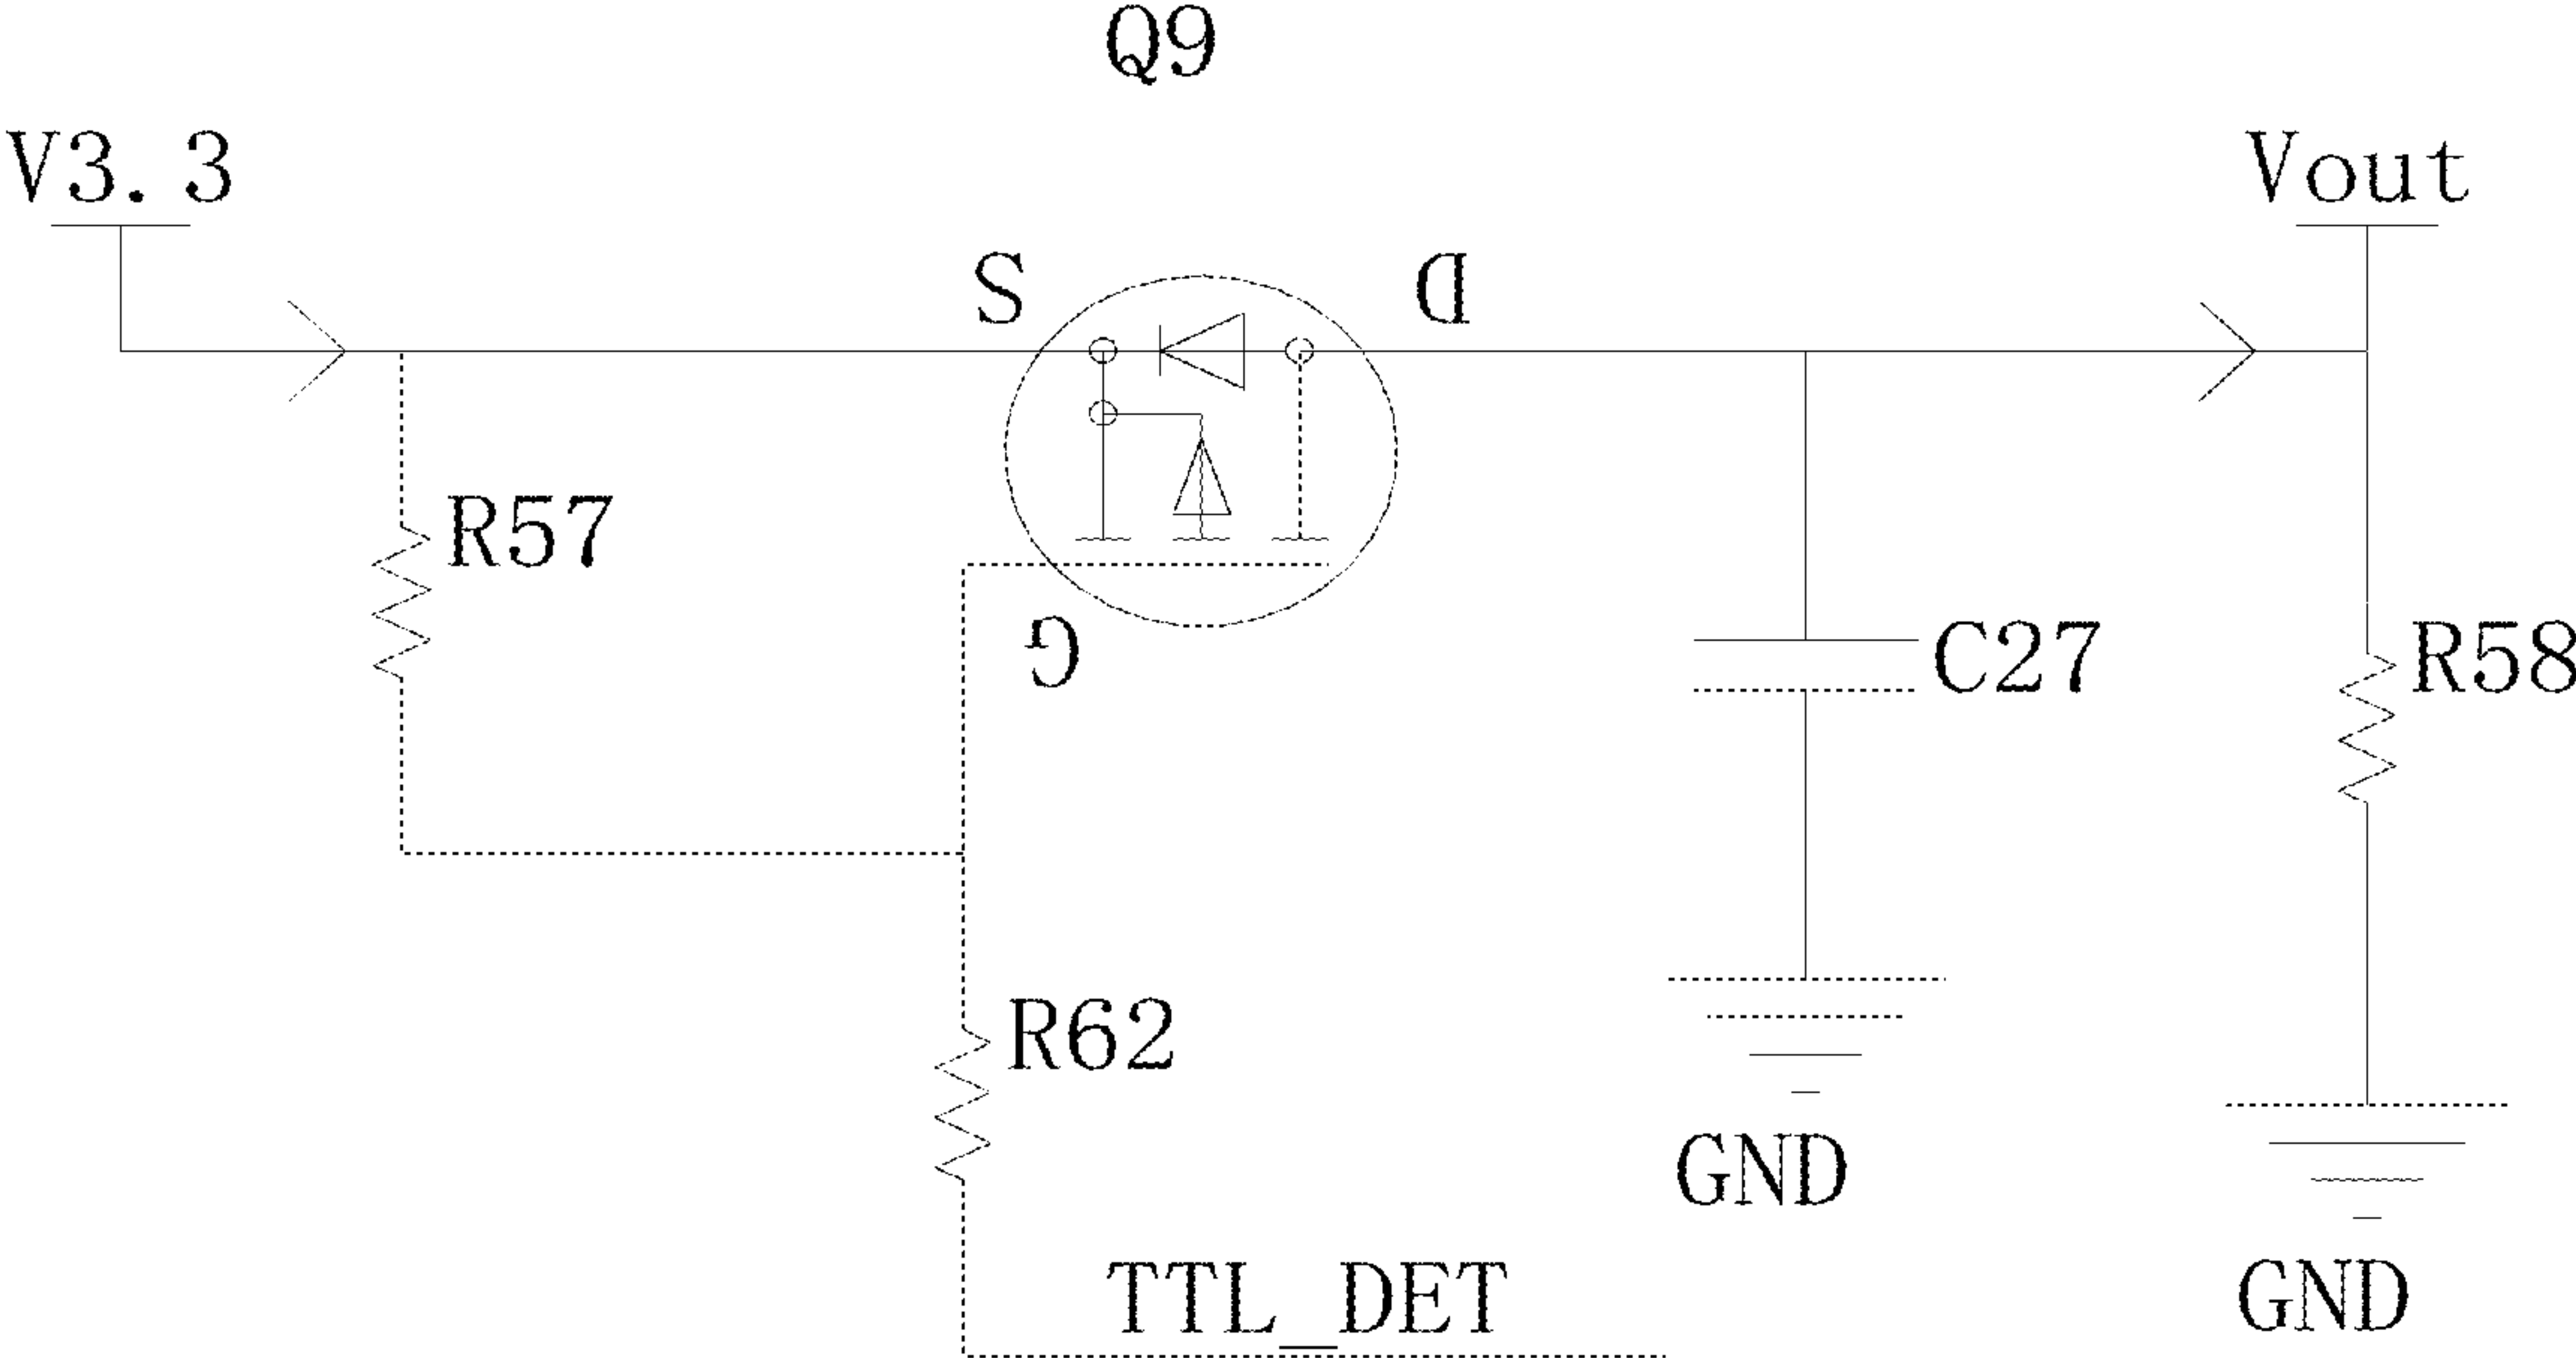 Q9
V3.3
Vout
S
D
R57
G
C27
R58
R62
GND
TTL_DET
GND